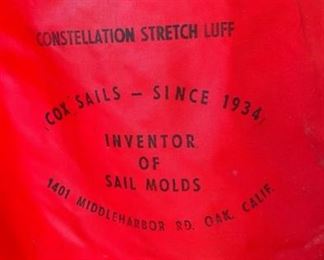 CONSTELLATION STRETCH LUFF
COX SAILS - SINCE 1934
INVENTOR
OF
SAIL MOLDS
1401 MIDDLEHARBOR RD. OAK. CALIF.